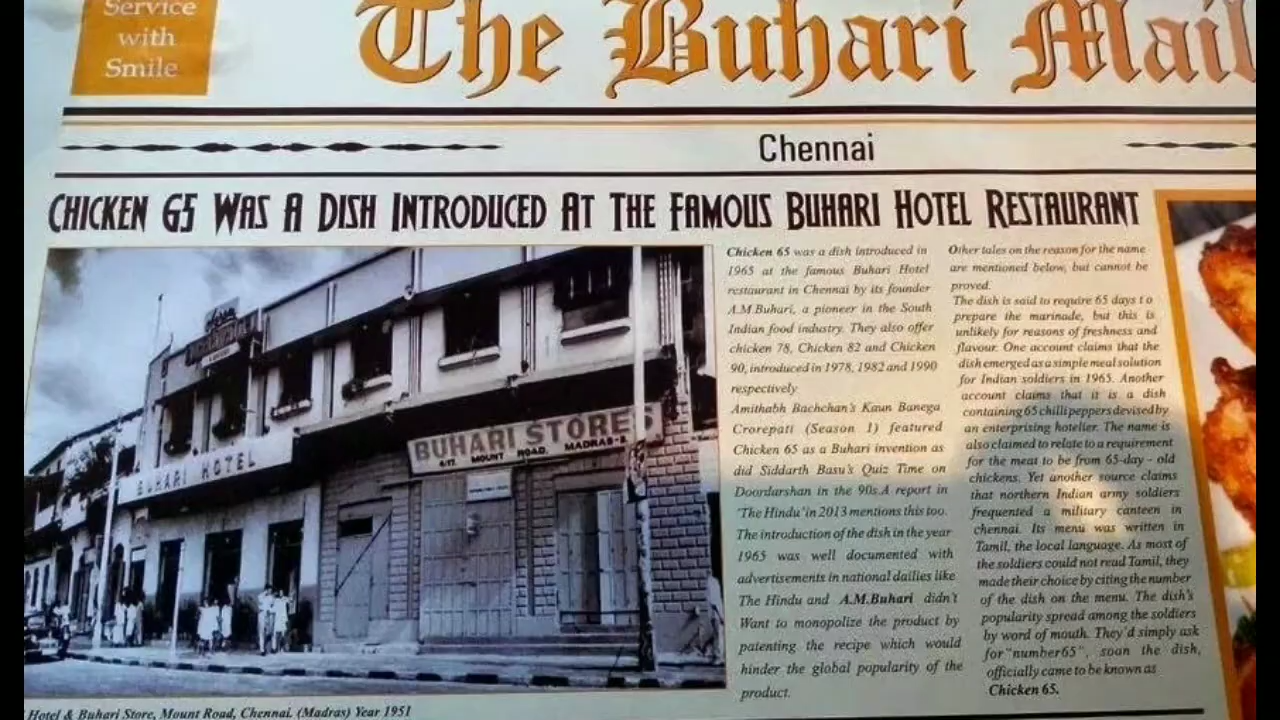 Service
with
Smile
The Buhari Mail
Chennai
CHICKEN 65 WAS A DISH INTRODUCED AT THE FAMOUS BUHARI HOTEL RESTAURANT
BUHARI HOTEL
BUHARI STORES
4/17. MOUNT ROAD. MADRAS-2.
Hotel & Buhari Store, Mount Road, Chennai. (Madras) Year 1951
Chicken 65 was a dish introduced in
1965 at the famous Buhari Hotel
restaurant in Chennai by its founder
A.M.Buhari, a pioneer in the South
Indian food industry. They also offer
chicken 78, Chicken 82 and Chicken
90, introduced in 1978, 1982 and 1990
respectively.
Amithabh Bachchan's Kaun Banega
Crorepati (Season 1) featured
Chicken 65 as a Buhari invention as
did Siddarth Basu's Quiz Time on
Doordarshan in the 90s.A report in
'The Hindu'in 2013 mentions this too.
The introduction of the dish in the year
1965 was well documented with
advertisements in national dailies like
The Hindu and A.M.Buhari didn't
Want to monopolize the product by
patenting the recipe which would
hinder the global popularity of the
product.
Other tales on the reason for the name
are mentioned below, but cannot be
proved.
The dish is said to require 65 days t o
prepare the marinade, but this is
unlikely for reasons of freshness and
flavour. One account claims that the
dish emerged as a simple meal solution
for Indian soldiers in 1965. Another
account claims that it is a dish
containing 65 chilli peppers devised by
an enterprising hotelier. The name is
also claimed to relate to a requirement
for the meat to be from 65-day - old
chickens. Yet another source claims
that northern Indian army soldiers
frequented a military canteen in
chennai. Its menu was written in
Tamil, the local language. As most of
the soldiers could not read Tamil, they
made their choice by citing the number
of the dish on the menu. The dish's
popularity spread among the soldiers
by word of mouth. They'd simply ask
for "number65", soan the dish,
officially came to be known as
Chicken 65.